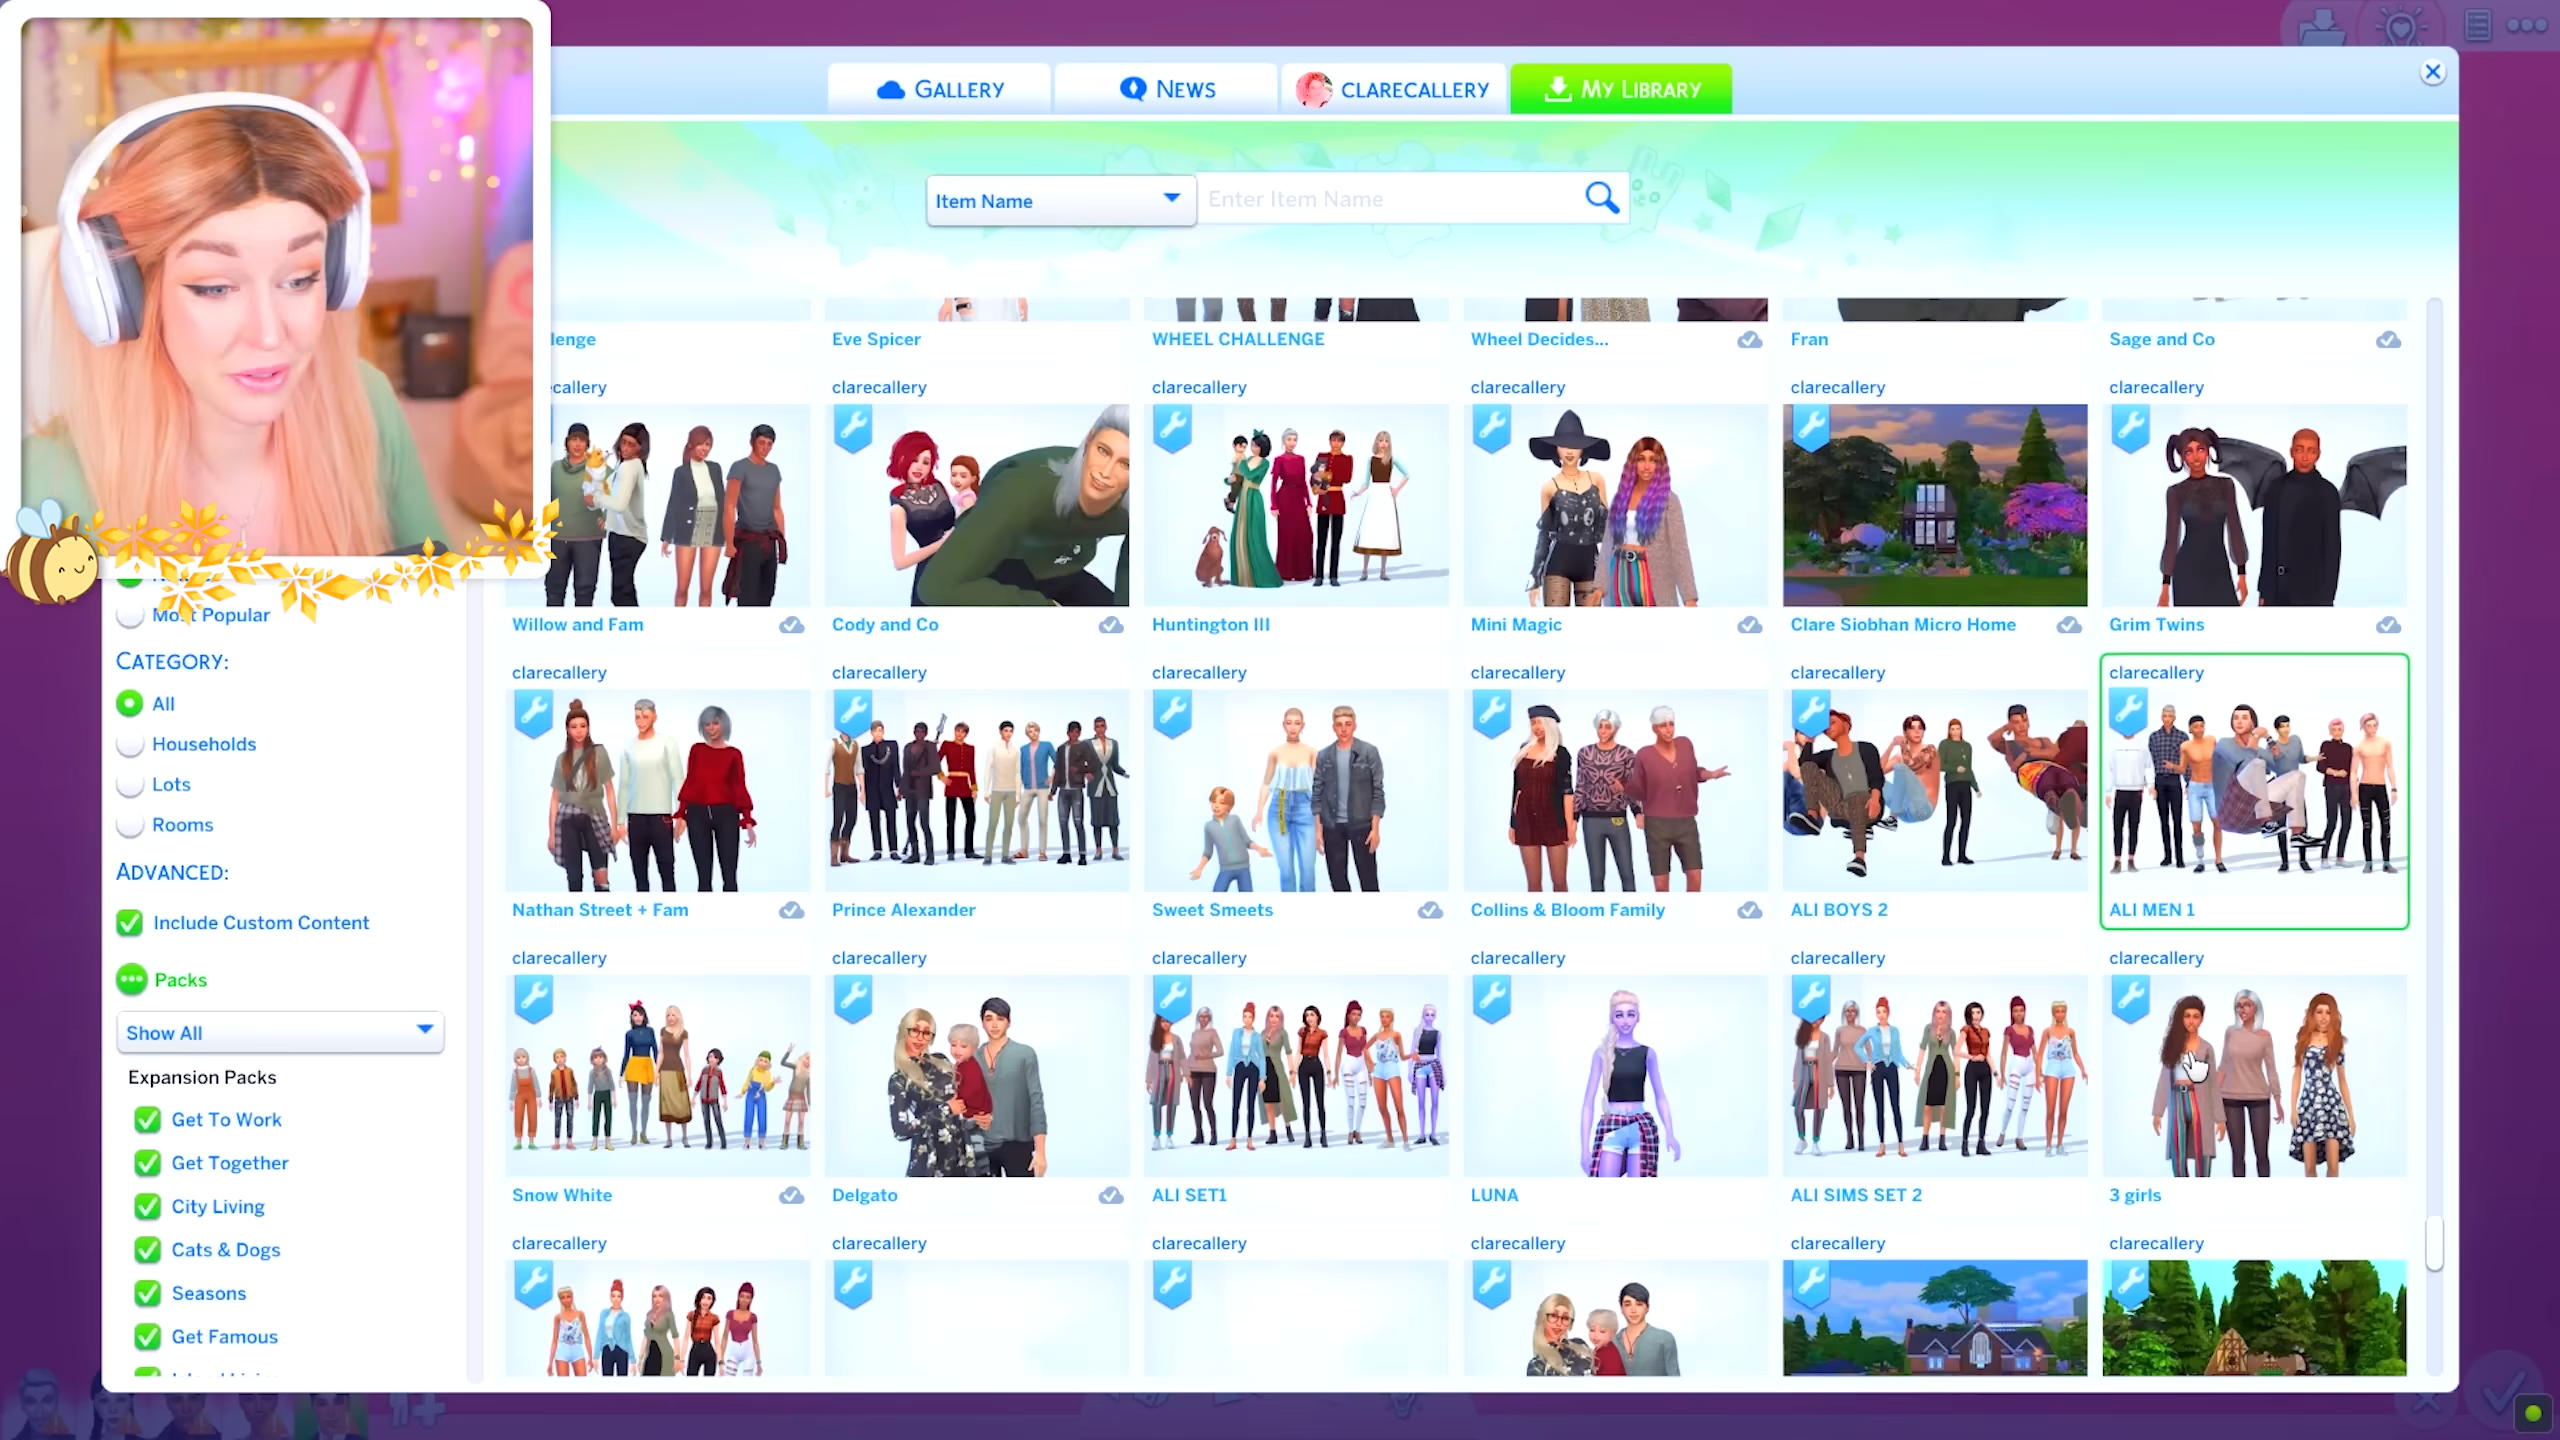 GALLERY
NEWS
CLARECALLERY
MY LIBRARY
Item Name
Enter Item Name
lenge
Eve Spicer
WHEEL CHALLENGE
Wheel Decides...
Fran
Sage and Co
callery
clarecallery
clarecallery
clarecallery
clarecallery
clarecallery
Willow and Fam
Cody and Co
Huntington III
Mini Magic
Clare Siobhan Micro Home
Grim Twins
clarecallery
clarecallery
clarecallery
clarecallery
clarecallery
clarecallery
Nathan Street + Fam
Prince Alexander
Sweet Smeets
Collins & Bloom Family
ALI BOYS 2
ALI MEN 1
clarecallery
clarecallery
clarecallery
clarecallery
clarecallery
clarecallery
Snow White
Delgato
ALI SET1
LUNA
ALI SIMS SET 2
3 girls
clarecallery
clarecallery
clarecallery
clarecallery
clarecallery
clarecallery
Most Popular
CATEGORY:
All
Households
Lots
Rooms
ADVANCED:
Include Custom Content
Packs
Show All
Expansion Packs
Get To Work
Get Together
City Living
Cats & Dogs
Seasons
Get Famous